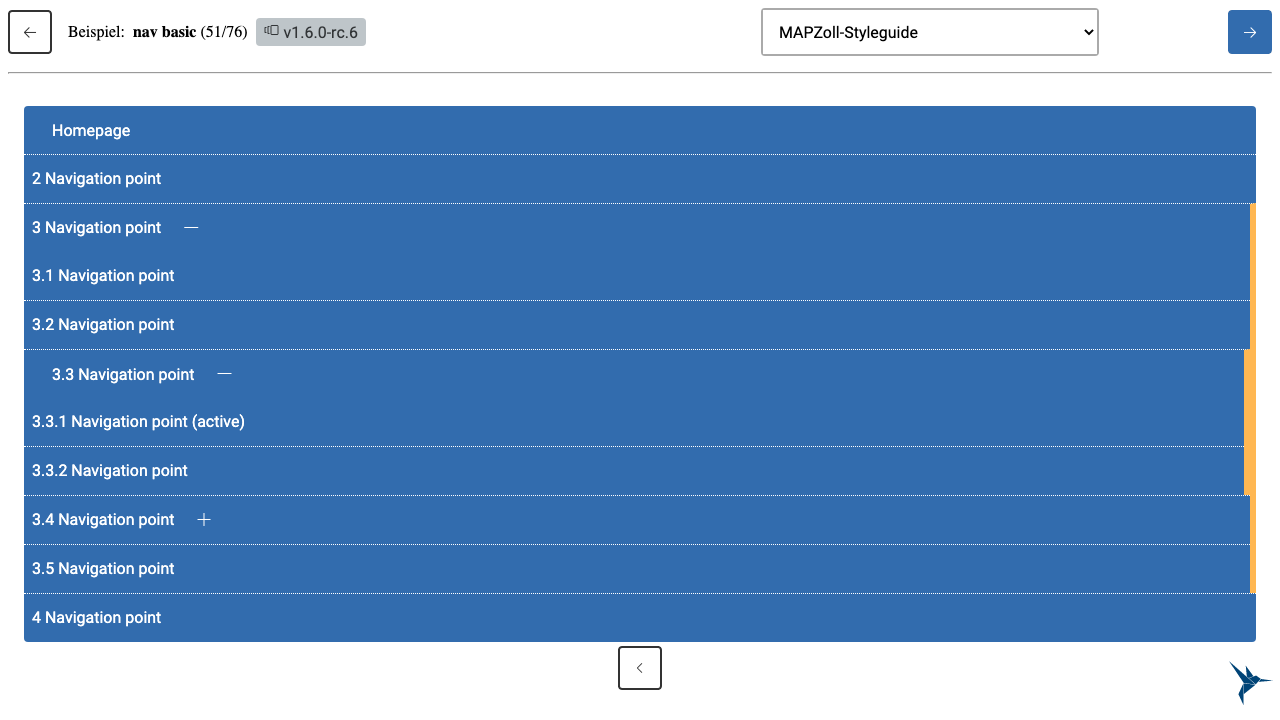 Beispiel: nav basic (51/76) v1.6.0-rc.6 MAPZoll-Styleguide
Homepage
2 Navigation point
3 Navigation point
3.1 Navigation point
3.2 Navigation point
3.3 Navigation point
3.3.1 Navigation point (active)
3.3.2 Navigation point
3.4 Navigation point
3.5 Navigation point
4 Navigation point